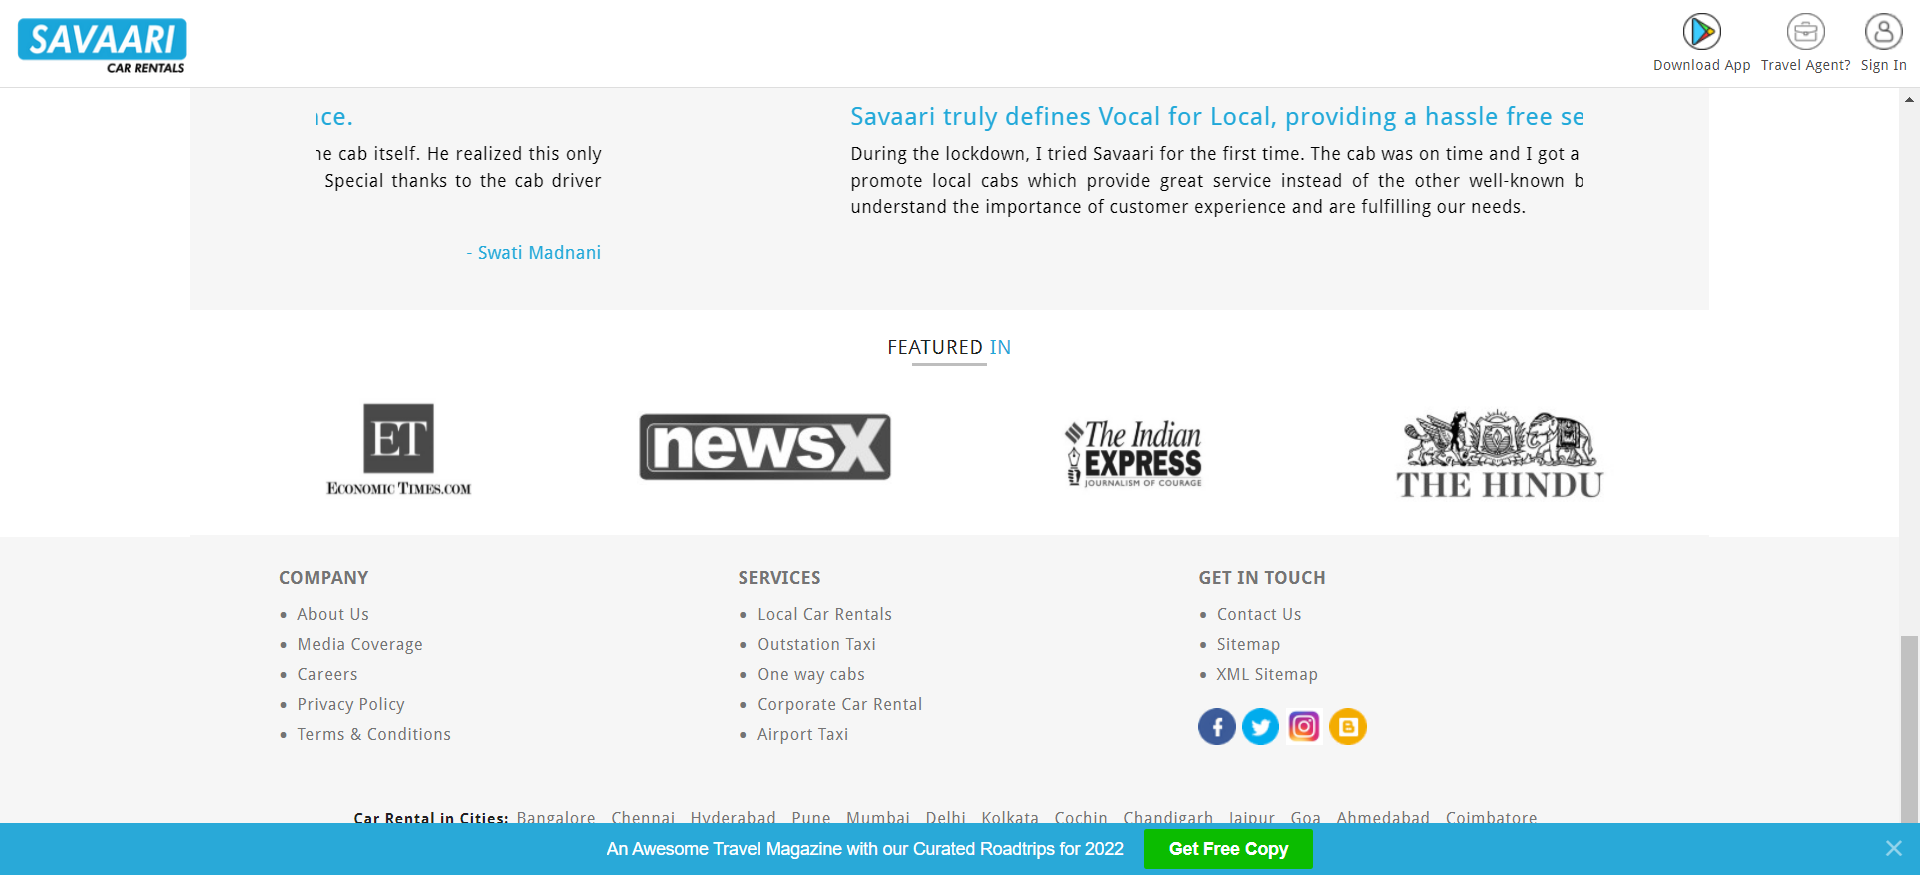 SAVAARI
CAR RENTALS
Download App
Travel Agent?
Sign In
ce.
he cab itself. He realized this only
Special thanks to the cab driver
- Swati Madnani
Savaari truly defines Vocal for Local, providing a hassle free se
During the lockdown, I tried Savaari for the first time. The cab was on time and I got a
promote local cabs which provide great service instead of the other well-known b
understand the importance of customer experience and are fulfilling our needs.
FEATURED IN
ET
ECONOMIC TIMES.COM
newsX
The Indian
EXPRESS
JOURNALISM OF COURAGE
THE HINDU
COMPANY
• About Us
• Media Coverage
• Careers
• Privacy Policy
• Terms & Conditions
SERVICES
• Local Car Rentals
• Outstation Taxi
• One way cabs
• Corporate Car Rental
• Airport Taxi
GET IN TOUCH
• Contact Us
• Sitemap
• XML Sitemap
Car Rental in Cities: Bangalore Chennai Hyderabad Pune Mumbai Delhi Kolkata Cochin Chandigarh Jaipur Goa Ahmedabad Coimbatore
An Awesome Travel Magazine with our Curated Roadtrips for 2022
Get Free Copy